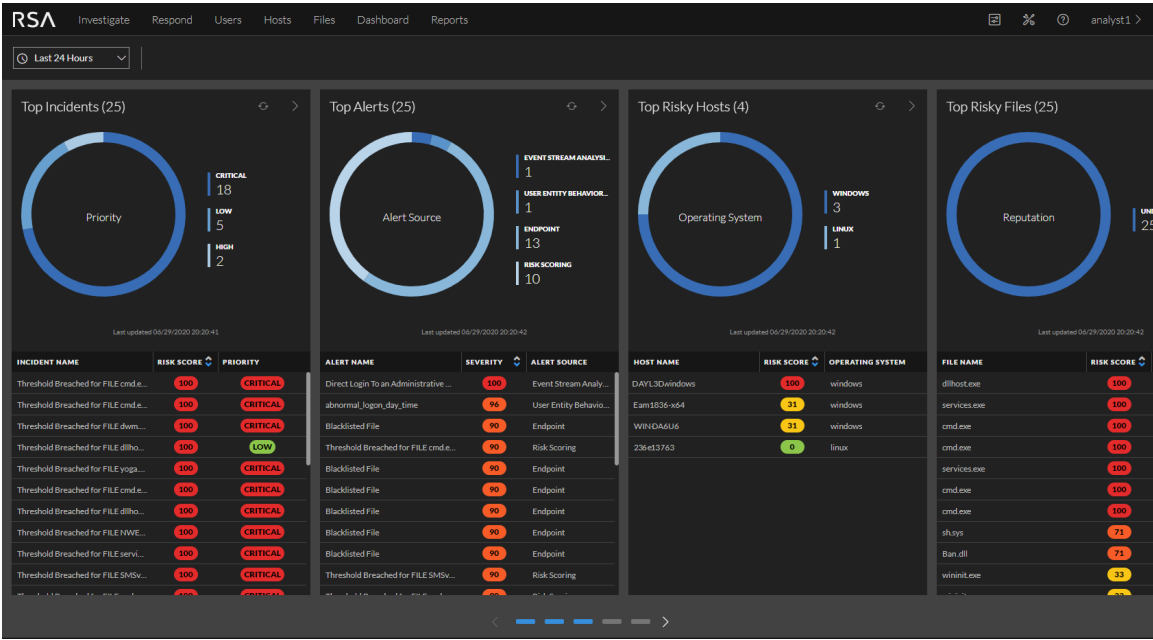 RSA Investigate Respond Users Hosts Files Dashboard Reports analyst1
Last 24 Hours
Top Incidents (25)
Priority
CRITICAL
18
LOW
5
HIGH
2
Last updated 06/29/2020 20:20:41
INCIDENT NAME RISK SCORE PRIORITY
Threshold Breached for FILE cmd.e... 100 CRITICAL
Threshold Breached for FILE cmd.e... 100 CRITICAL
Threshold Breached for FILE dwm.... 100 CRITICAL
Threshold Breached for FILE dllho... 100 LOW
Threshold Breached for FILE yoga.... 100 CRITICAL
Threshold Breached for FILE cmd.e... 100 CRITICAL
Threshold Breached for FILE dllho... 100 CRITICAL
Threshold Breached for FILE NWE... 100 CRITICAL
Threshold Breached for FILE servi... 100 CRITICAL
Threshold Breached for FILE SMSv... 100 CRITICAL
Top Alerts (25)
Alert Source
EVENT STREAM ANALYSI...
1
USER ENTITY BEHAVIOR...
1
ENDPOINT
13
RISK SCORING
10
Last updated 06/29/2020 20:20:42
ALERT NAME SEVERITY ALERT SOURCE
Direct Login To an Administrative ... 100 Event Stream Analy...
abnormal_logon_day_time 96 User Entity Behavio...
Blacklisted File 90 Endpoint
Threshold Breached for FILE cmd.e... 90 Risk Scoring
Blacklisted File 90 Endpoint
Blacklisted File 90 Endpoint
Blacklisted File 90 Endpoint
Blacklisted File 90 Endpoint
Blacklisted File 90 Endpoint
Threshold Breached for FILE SMSv... 90 Risk Scoring
Top Risky Hosts (4)
Operating System
WINDOWS
3
LINUX
1
Last updated 06/29/2020 20:20:42
HOST NAME RISK SCORE OPERATING SYSTEM
DAYL3Dwindows 100 windows
Eam1836-x64 31 windows
WIN-DA6U6 31 windows
236e13763 0 linux
Top Risky Files (25)
Reputation
Last updated 06/29/2020 20:20:42
FILE NAME RISK SCORE
dllhost.exe 100
services.exe 100
cmd.exe 100
cmd.exe 100
services.exe 100
cmd.exe 100
cmd.exe 100
sh.sys 71
Ban.dll 71
wininit.exe 33